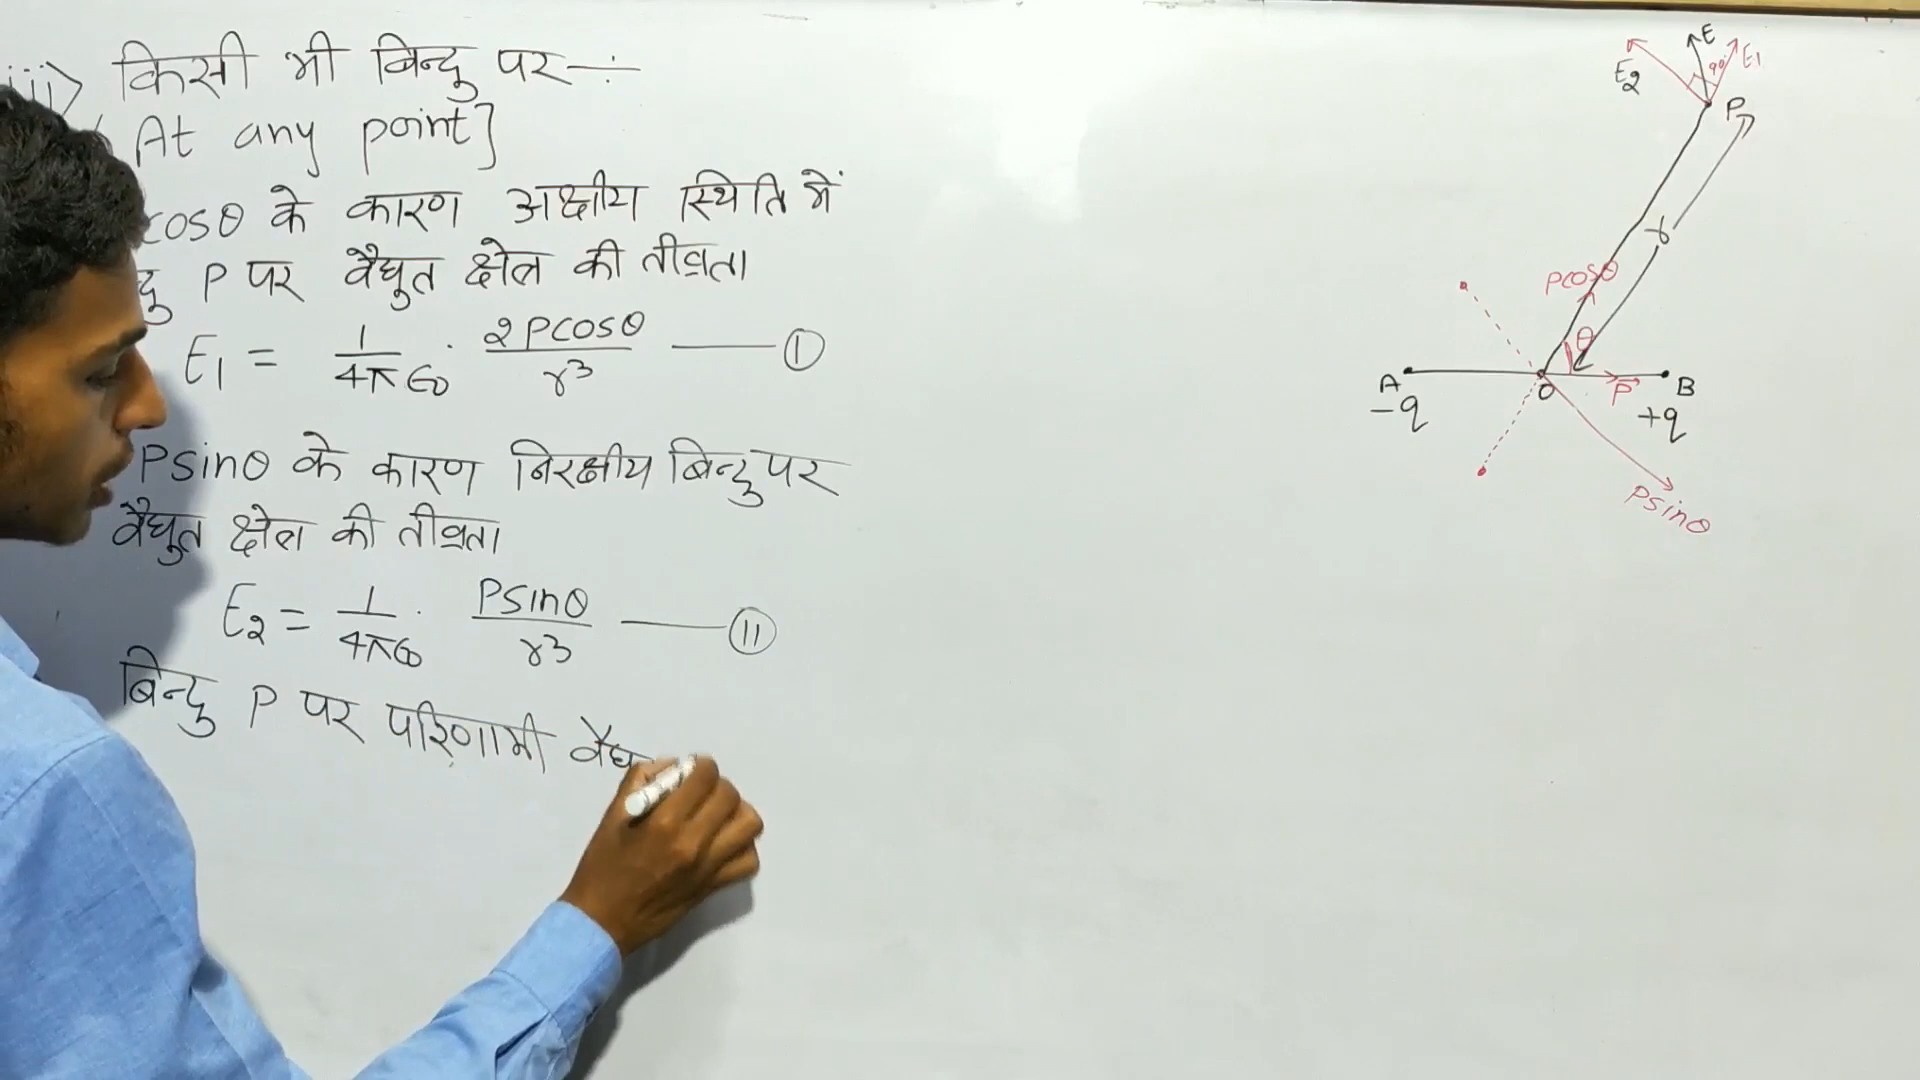 iii> किसी भी बिन्दु पर —:
( At any point]
cosθ के कारण अक्षीय स्थिति में
P पर वैद्युत क्षेत्र की तीव्रता
E1 = 1/4πϵ0 · 2Pcosθ/r3 —— (I)
Psinθ के कारण निरक्षीय बिन्दु पर
वैद्युत क्षेत्र की तीव्रता
E2 = 1/4πϵ0 · Psinθ/r3 —— (II)
बिन्दु P पर परिणामी
E
E1
E2
90°
P
r
Pcosθ
θ
A
O
P
B
-q
+q
Psinθ